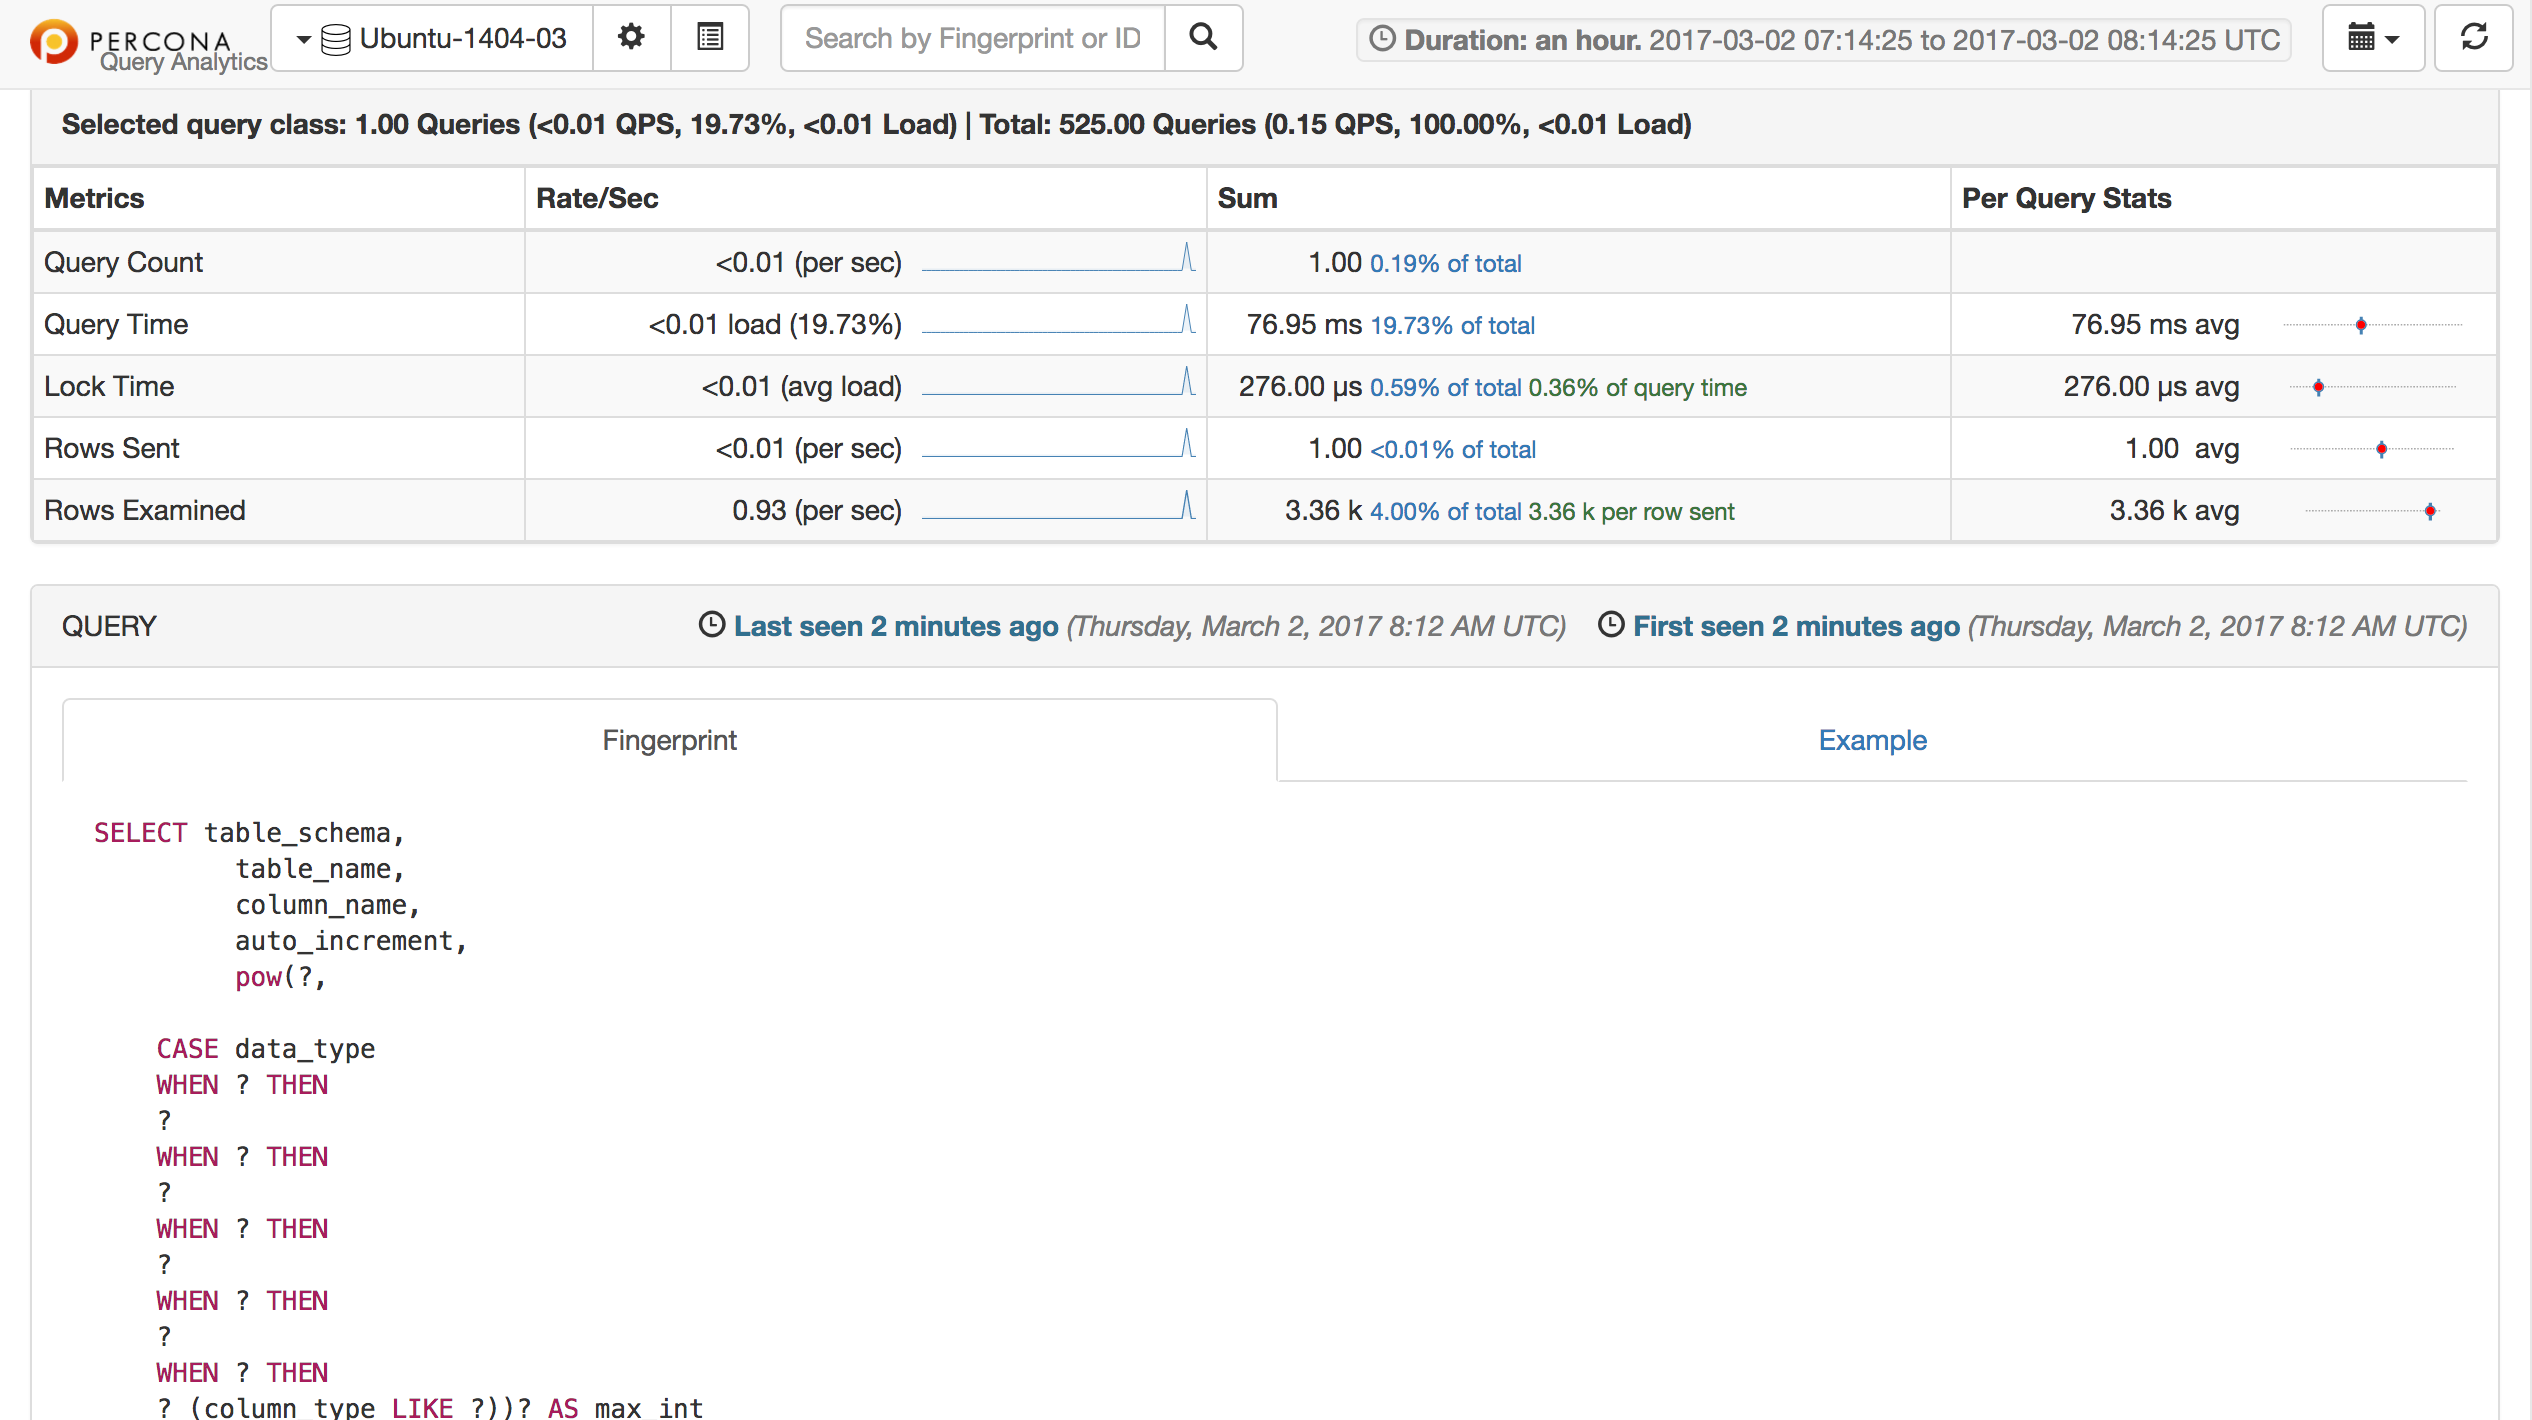 PERCONA
Query Analytics
Ubuntu-1404-03
Search by Fingerprint or ID
Duration: an hour. 2017-03-02 07:14:25 to 2017-03-02 08:14:25 UTC
Selected query class: 1.00 Queries (<0.01 QPS, 19.73%, <0.01 Load) | Total: 525.00 Queries (0.15 QPS, 100.00%, <0.01 Load)
Metrics Rate/Sec Sum Per Query Stats
Query Count <0.01 (per sec) 1.00 0.19% of total
Query Time <0.01 load (19.73%) 76.95 ms 19.73% of total 76.95 ms avg
Lock Time <0.01 (avg load) 276.00 µs 0.59% of total 0.36% of query time 276.00 µs avg
Rows Sent <0.01 (per sec) 1.00 <0.01% of total 1.00 avg
Rows Examined 0.93 (per sec) 3.36 k 4.00% of total 3.36 k per row sent 3.36 k avg
QUERY Last seen 2 minutes ago (Thursday, March 2, 2017 8:12 AM UTC) First seen 2 minutes ago (Thursday, March 2, 2017 8:12 AM UTC)
Fingerprint Example
SELECT table_schema,
table_name,
column_name,
auto_increment,
pow(?,
CASE data_type
WHEN ? THEN
?
WHEN ? THEN
?
WHEN ? THEN
?
WHEN ? THEN
?
WHEN ? THEN
? (column_type LIKE ?))? AS max_int